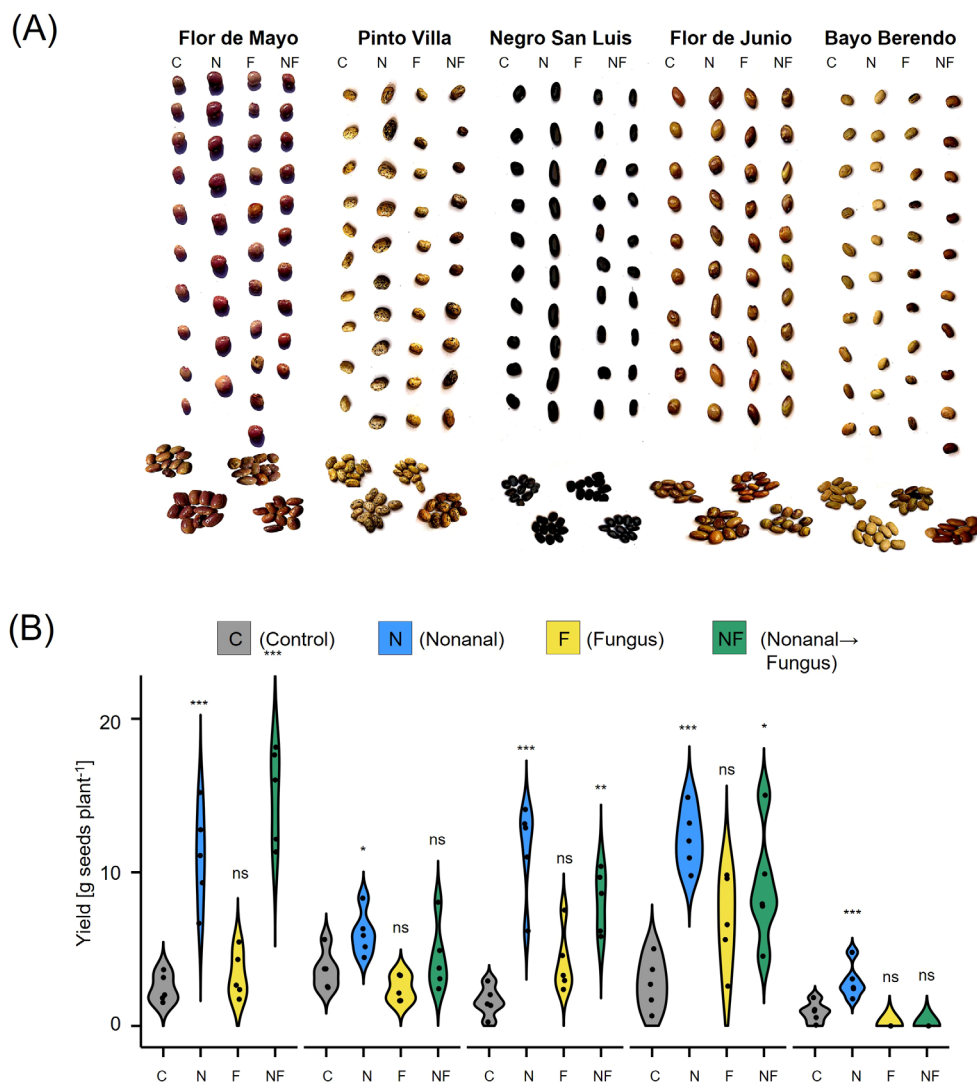 (A)
Flor de Mayo Pinto Villa Negro San Luis Flor de Junio Bayo Berendo
C N F NF C N F NF C N F NF C N F NF C N F NF
(B)
C (Control) N (Nonanal) F (Fungus) NF (Nonanal→
Fungus)
***
20
10
0
Yield [g seeds plant⁻¹]
*** ns * ns ns *** ns ** *** ns * *** ns ns
C N F NF C N F NF C N F NF C N F NF C N F NF